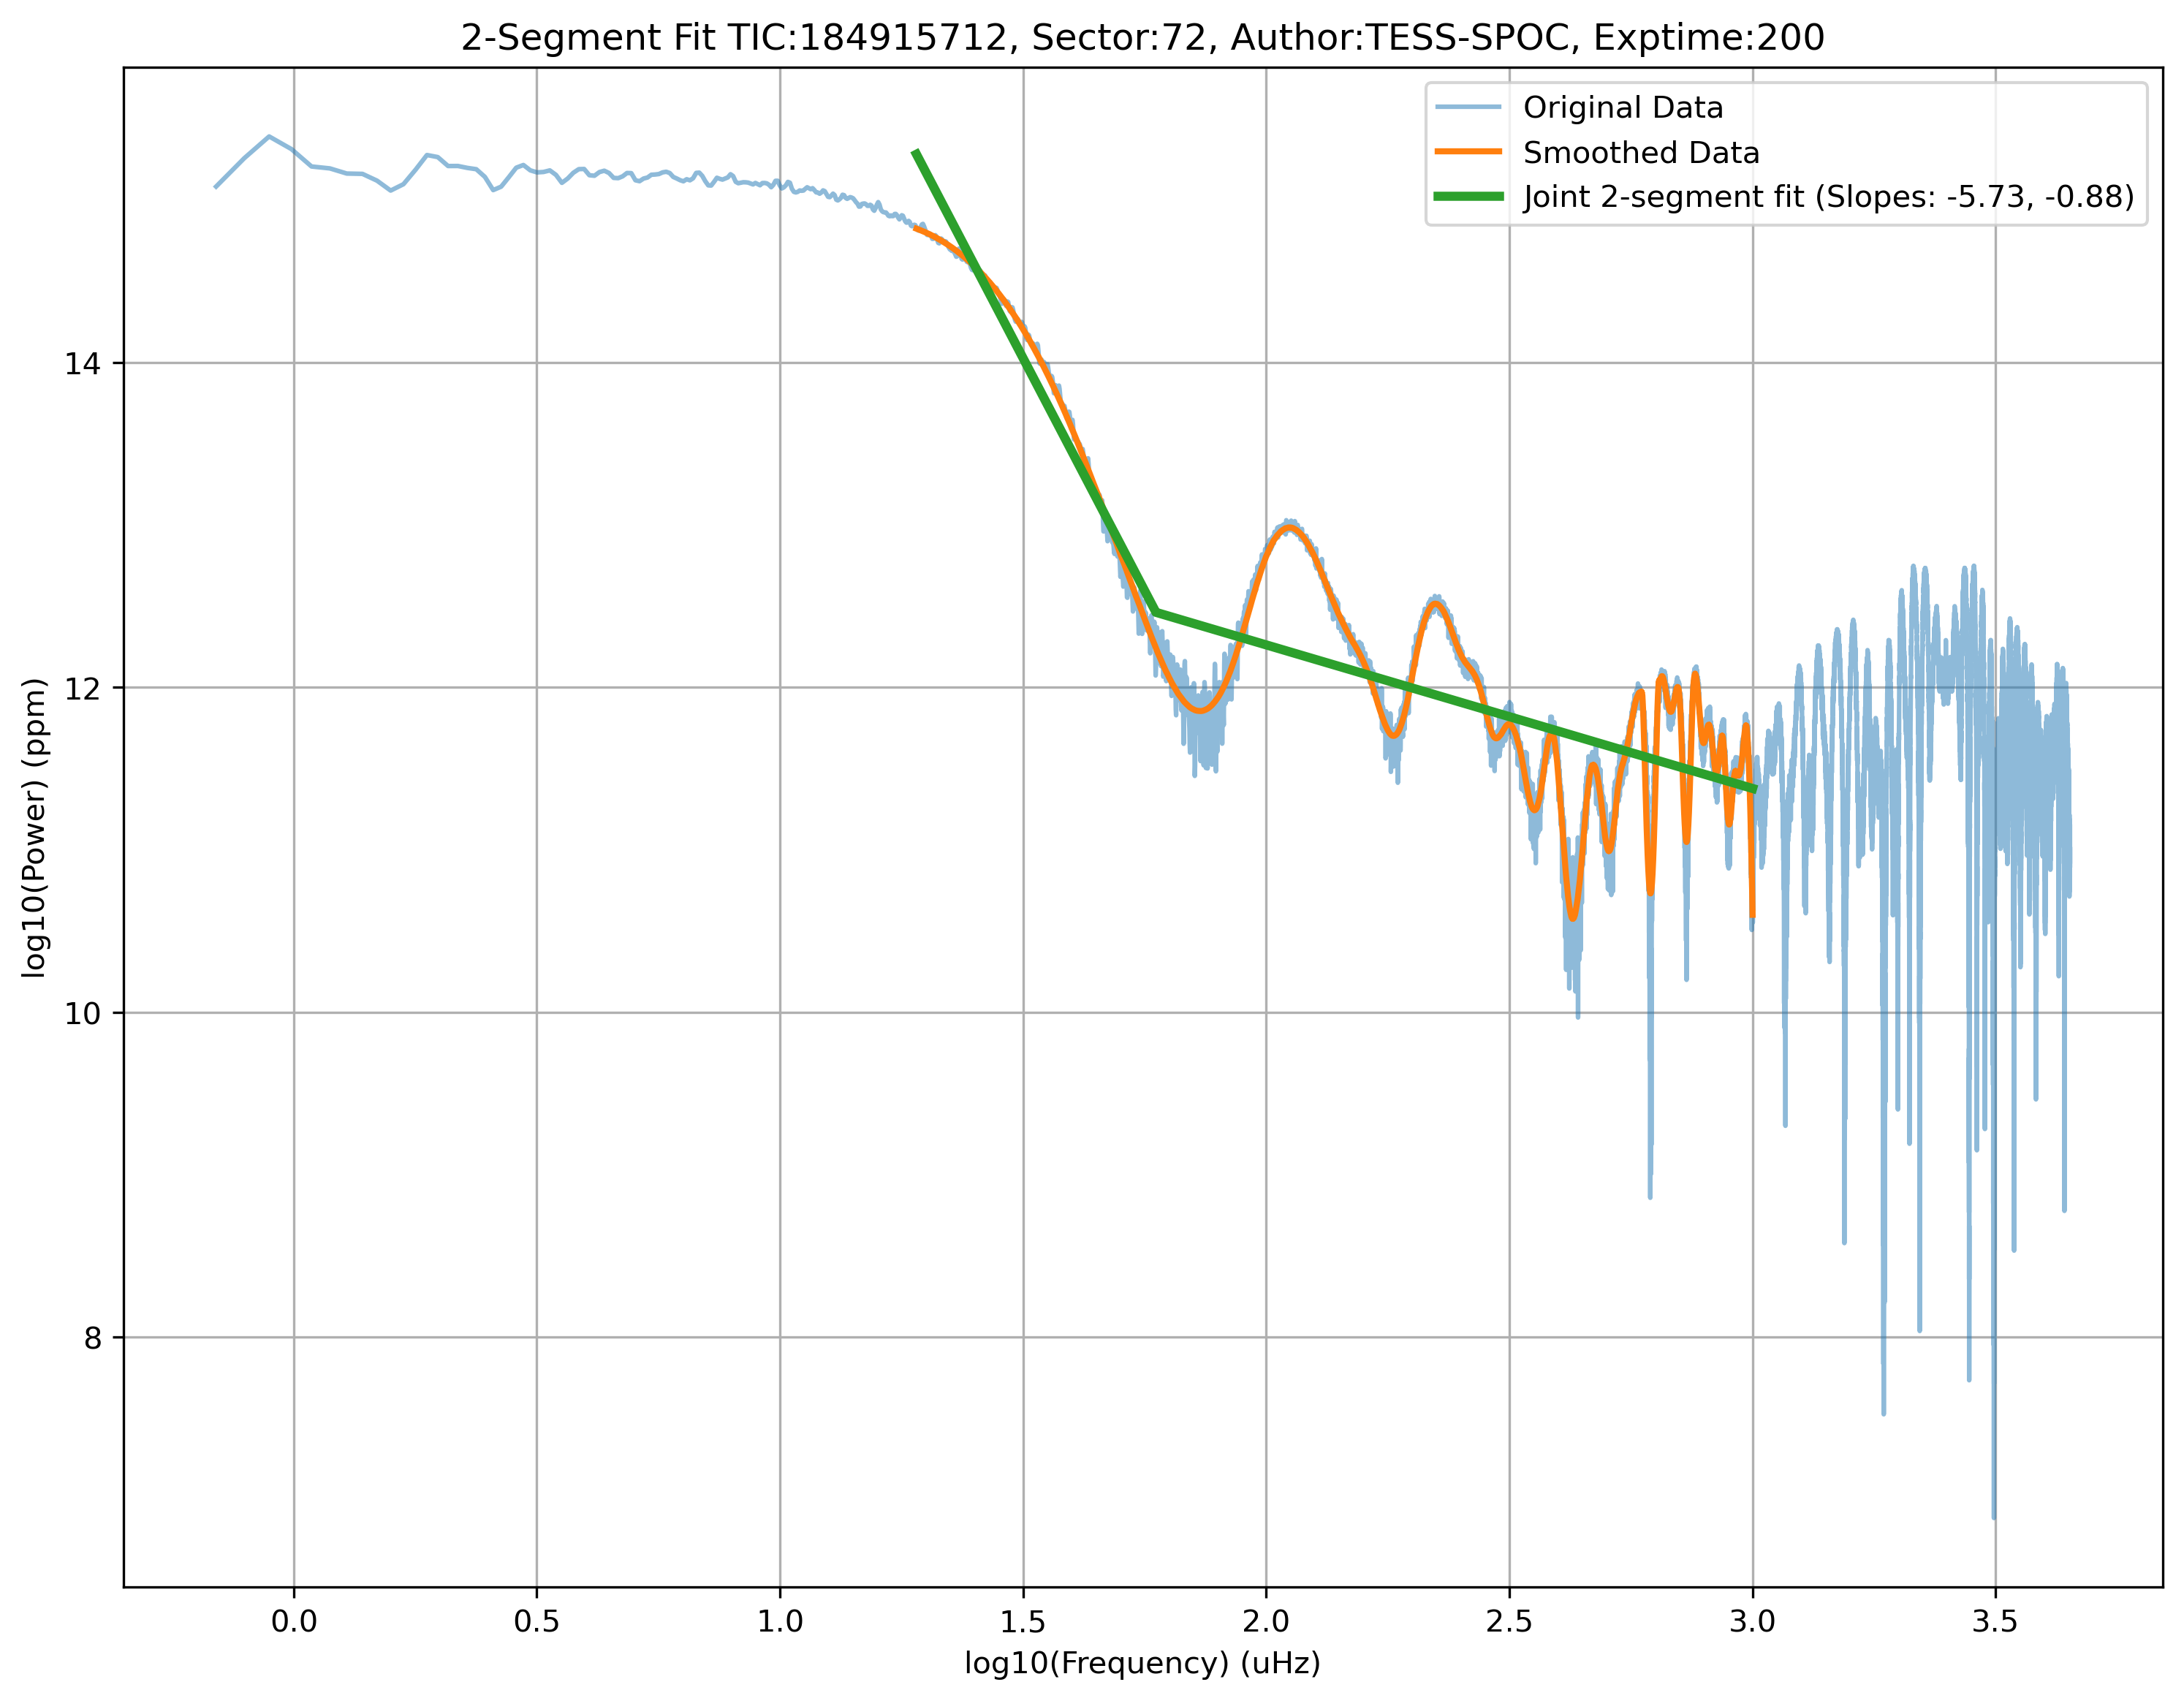 2-Segment Fit TIC:184915712, Sector:72, Author:TESS-SPOC, Exptime:200
Original Data
Smoothed Data
Joint 2-segment fit (Slopes: -5.73, -0.88)
log10(Power) (ppm)
14
12
10
8
0.0 0.5 1.0 1.5 2.0 2.5 3.0 3.5
log10(Frequency) (uHz)